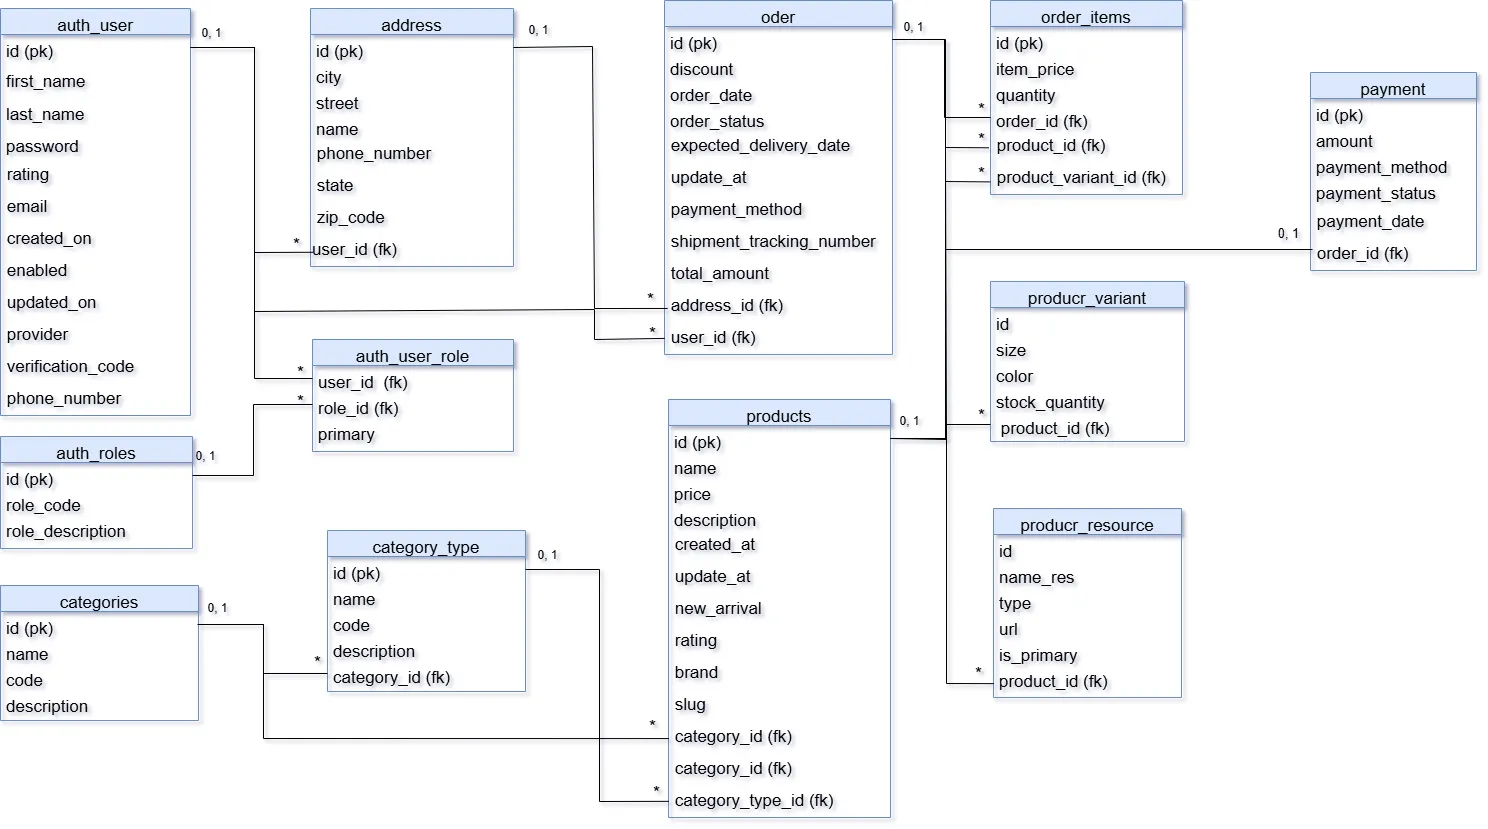 auth_user
id (pk)
first_name
last_name
password
rating
email
created_on
enabled
updated_on
provider
verification_code
phone_number
0, 1
address
id (pk)
city
street
name
phone_number
state
zip_code
* user_id (fk)
0, 1
oder
id (pk)
discount
order_date
order_status
expected_delivery_date
update_at
payment_method
shipment_tracking_number
total_amount
* address_id (fk)
* user_id (fk)
0, 1
order_items
id (pk)
item_price
quantity
* order_id (fk)
* product_id (fk)
* product_variant_id (fk)
payment
id (pk)
amount
payment_method
payment_status
payment_date
0, 1 order_id (fk)
auth_user_role
* user_id (fk)
* role_id (fk)
primary
auth_roles
0, 1
id (pk)
role_code
role_description
producr_variant
id
size
color
stock_quantity
* product_id (fk)
products
0, 1
id (pk)
name
price
description
created_at
update_at
new_arrival
rating
brand
slug
* category_id (fk)
category_id (fk)
* category_type_id (fk)
producr_resource
id
name_res
type
url
is_primary
* product_id (fk)
category_type
0, 1
id (pk)
name
code
description
* category_id (fk)
categories
0, 1
id (pk)
name
code
description